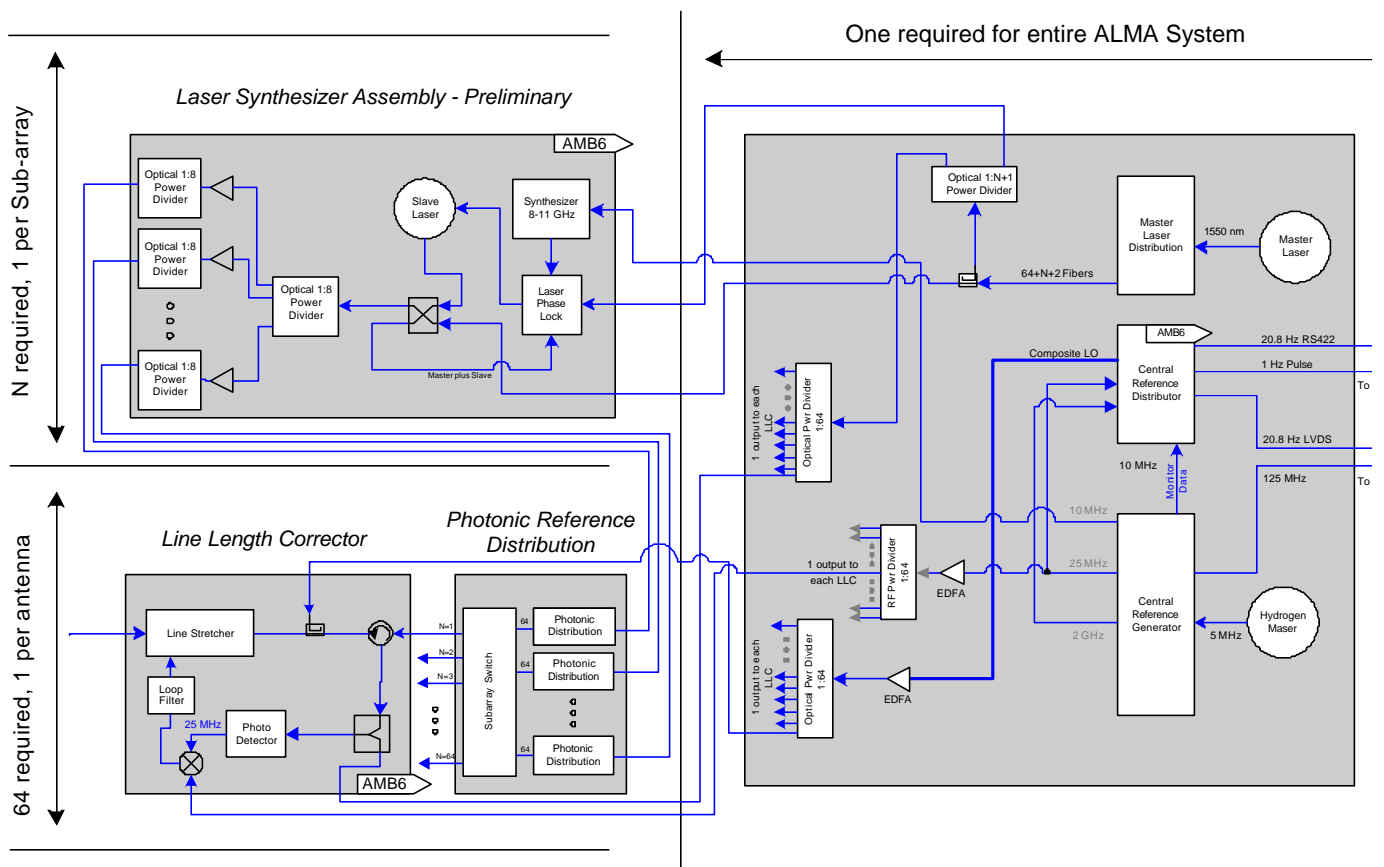 One required for entire ALMA System
N required, 1 per Sub-array
Laser Synthesizer Assembly - Preliminary
AMB6
Optical 1:8
Power
Divider
Optical 1:8
Power
Divider
Optical 1:8
Power
Divider
Optical 1:8
Power
Divider
Slave
Laser
Synthesizer
8-11 GHz
Laser
Phase
Lock
Master plus Slave
Optical 1:N+1
Power Divider
Master
Laser
Distribution
1550 nm
Master
Laser
64+N+2 Fibers
AMB6
Composite LO
Central
Reference
Distributor
20.8 Hz RS422
1 Hz Pulse
To
20.8 Hz LVDS
125 MHz
To
10 MHz
Monitor
Data
1 output to each
LLC
Optical Pwr Divider
1:64
10 MHz
25 MHz
2 GHz
Central
Reference
Generator
5 MHz
Hydrogen
Maser
1 output to
each LLC
RF Pwr Divider
1:64
EDFA
1 output to each
LLC
Optical Pwr Divider
1:64
EDFA
64 required, 1 per antenna
Line Length Corrector
Line Stretcher
Loop
Filter
25 MHz
Photo
Detector
AMB6
Photonic Reference
Distribution
N=1
N=2
N=3
N=64
Subarray Switch
64
Photonic
Distribution
64
Photonic
Distribution
64
Photonic
Distribution